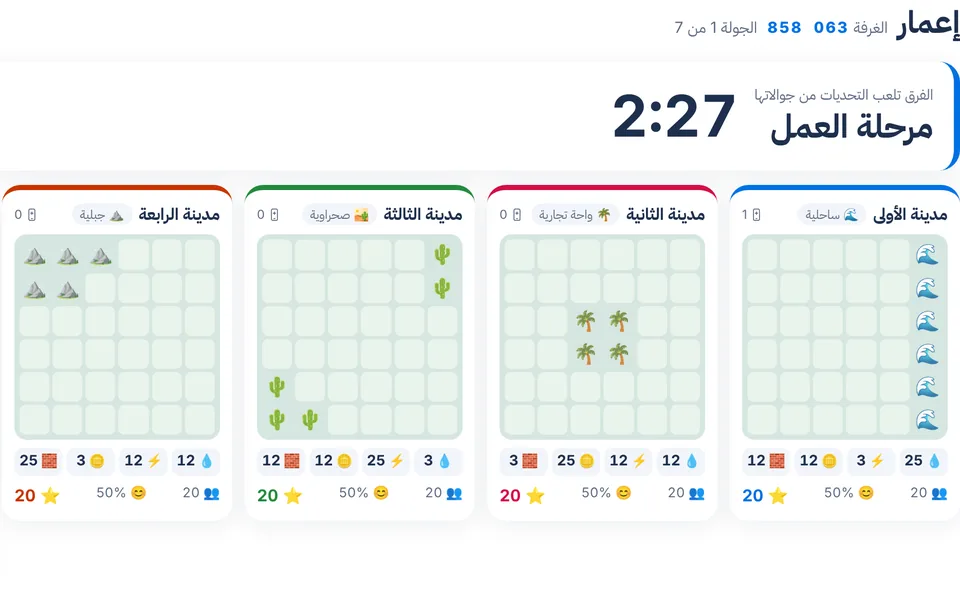 إعمار الغرفة 063 858 الجولة 1 من 7
الفرق تلعب التحديات من جوالاتها
مرحلة العمل
2:27
مدينة الأولى ساحلية 1
25 3 12 12
20 50% 20
مدينة الثانية واحة تجارية 0
12 12 25 3
20 50% 20
مدينة الثالثة صحراوية 0
3 25 12 12
20 50% 20
مدينة الرابعة جبلية 0
12 12 3 25
20 50% 20